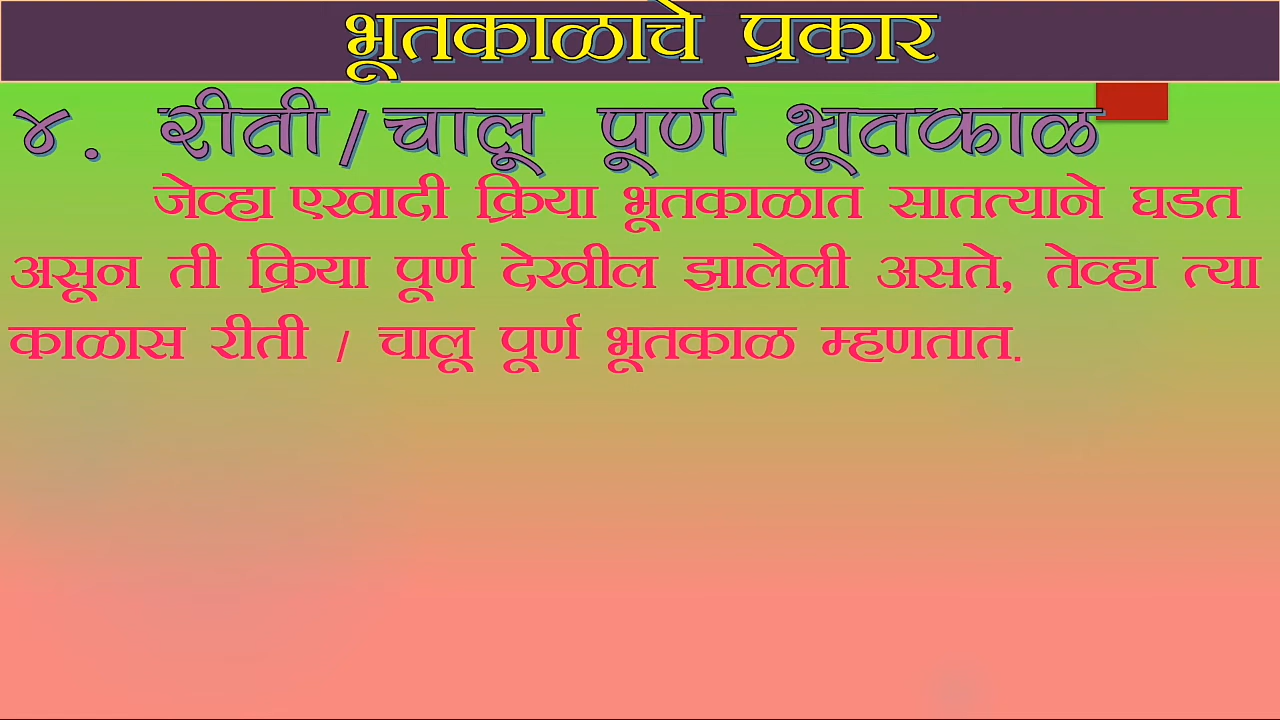 भूतकाळाचे प्रकार
४. रीती/चालू पूर्ण भूतकाळ
जेव्हा एखादी क्रिया भूतकाळात सातत्याने घडत
असून ती क्रिया पूर्ण देखील झालेली असते, तेव्हा त्या
काळास रीती / चालू पूर्ण भूतकाळ म्हणतात.